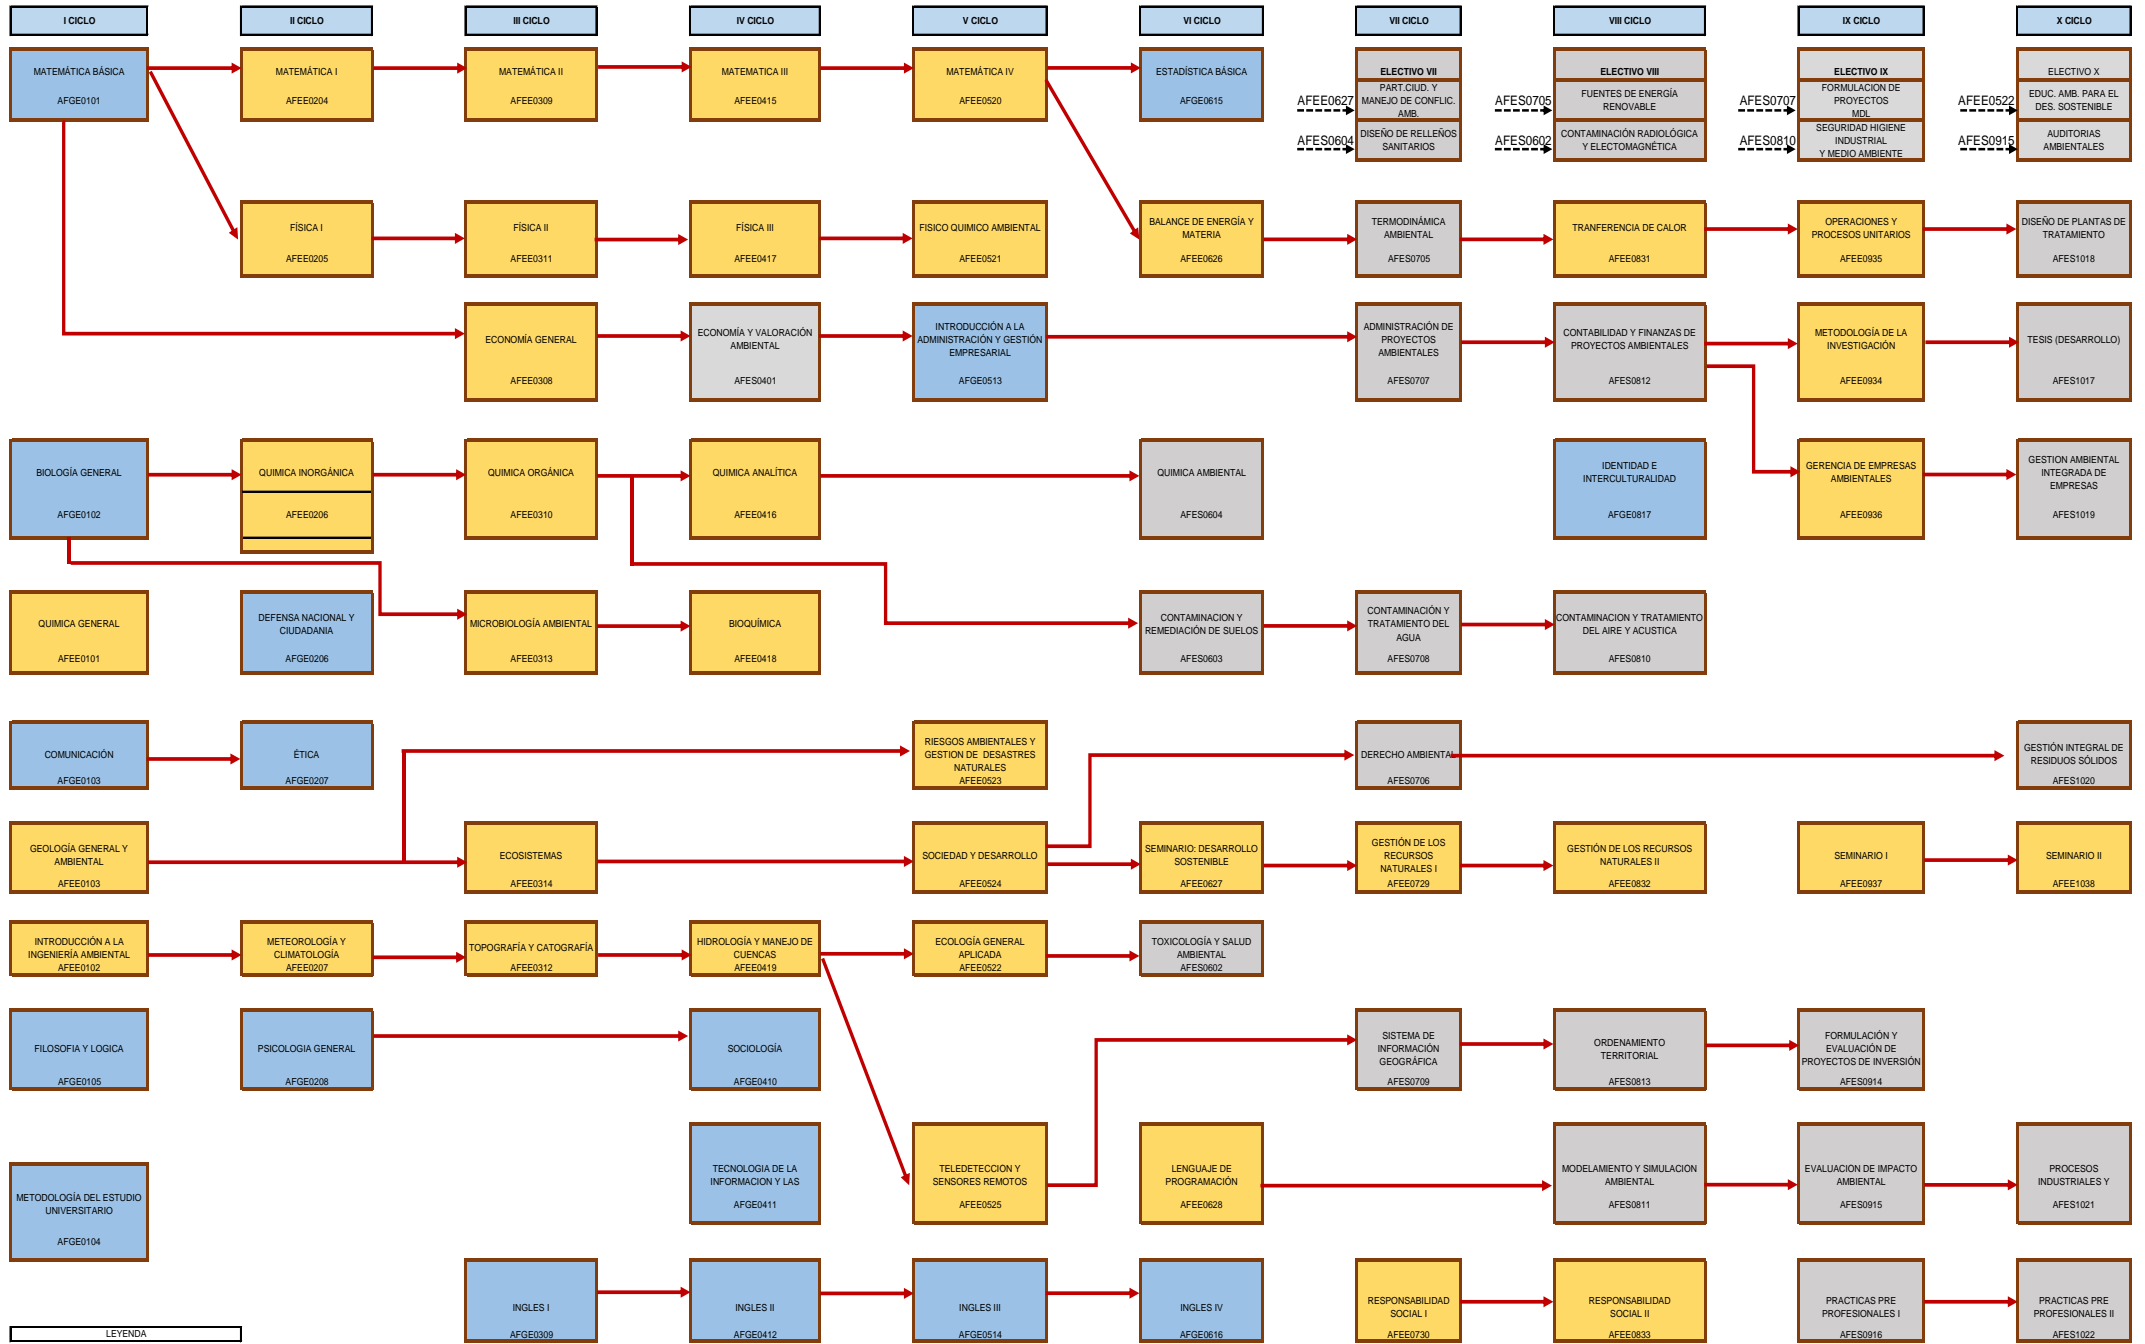 I CICLO
II CICLO
III CICLO
IV CICLO
V CICLO
VI CICLO
VII CICLO
VIII CICLO
IX CICLO
X CICLO
MATEMÁTICA BÁSICA
AFGE0101
MATEMÁTICA I
AFEE0204
MATEMÁTICA II
AFEE0309
MATEMATICA III
AFEE0415
MATEMÁTICA IV
AFEE0520
ESTADÍSTICA BÁSICA
AFGE0615
ELECTIVO VII
AFEE0627
PART.CIUD. Y
MANEJO DE CONFLIC.
AMB.
AFES0604
DISEÑO DE RELLEÑOS
SANITARIOS
ELECTIVO VIII
AFES0705
FUENTES DE ENERGÍA
RENOVABLE
AFES0602
CONTAMINACIÓN RADIOLÓGICA
Y ELECTOMAGNÉTICA
ELECTIVO IX
AFES0707
FORMULACION DE
PROYECTOS
MDL
AFES0810
SEGURIDAD HIGIENE
INDUSTRIAL
Y MEDIO AMBIENTE
ELECTIVO X
AFEE0522
EDUC. AMB. PARA EL
DES. SOSTENIBLE
AFES0915
AUDITORIAS
AMBIENTALES
FÍSICA I
AFEE0205
FÍSICA II
AFEE0311
FÍSICA III
AFEE0417
FISICO QUIMICO AMBIENTAL
AFEE0521
BALANCE DE ENERGÍA Y
MATERIA
AFEE0626
TERMODINÁMICA
AMBIENTAL
AFES0705
TRANFERENCIA DE CALOR
AFEE0831
OPERACIONES Y
PROCESOS UNITARIOS
AFEE0935
DISEÑO DE PLANTAS DE
TRATAMIENTO
AFES1018
ECONOMÍA GENERAL
AFEE0308
ECONOMÍA Y VALORACIÓN
AMBIENTAL
AFES0401
INTRODUCCIÓN A LA
ADMINISTRACIÓN Y GESTIÓN
EMPRESARIAL
AFGE0513
ADMINISTRACIÓN DE
PROYECTOS
AMBIENTALES
AFES0707
CONTABILIDAD Y FINANZAS DE
PROYECTOS AMBIENTALES
AFES0812
METODOLOGÍA DE LA
INVESTIGACIÓN
AFEE0934
TESIS (DESARROLLO)
AFES1017
BIOLOGÍA GENERAL
AFGE0102
QUIMICA INORGÁNICA
AFEE0206
QUIMICA ORGÁNICA
AFEE0310
QUIMICA ANALÍTICA
AFEE0416
QUIMICA AMBIENTAL
AFES0604
IDENTIDAD E
INTERCULTURALIDAD
AFGE0817
GERENCIA DE EMPRESAS
AMBIENTALES
AFEE0936
GESTION AMBIENTAL
INTEGRADA DE
EMPRESAS
AFES1019
QUIMICA GENERAL
AFEE0101
DEFENSA NACIONAL Y
CIUDADANIA
AFGE0206
MICROBIOLOGÍA AMBIENTAL
AFEE0313
BIOQUÍMICA
AFEE0418
CONTAMINACION Y
REMEDIACIÓN DE SUELOS
AFES0603
CONTAMINACIÓN Y
TRATAMIENTO DEL
AGUA
AFES0708
CONTAMINACION Y TRATAMIENTO
DEL AIRE Y ACUSTICA
AFES0810
COMUNICACIÓN
AFGE0103
ÉTICA
AFGE0207
RIESGOS AMBIENTALES Y
GESTION DE DESASTRES
NATURALES
AFEE0523
DERECHO AMBIENTAL
AFES0706
GESTIÓN INTEGRAL DE
RESIDUOS SÓLIDOS
AFES1020
GEOLOGÍA GENERAL Y
AMBIENTAL
AFEE0103
ECOSISTEMAS
AFEE0314
SOCIEDAD Y DESARROLLO
AFEE0524
SEMINARIO: DESARROLLO
SOSTENIBLE
AFEE0627
GESTIÓN DE LOS
RECURSOS
NATURALES I
AFEE0729
GESTIÓN DE LOS RECURSOS
NATURALES II
AFEE0832
SEMINARIO I
AFEE0937
SEMINARIO II
AFEE1038
INTRODUCCIÓN A LA
INGENIERÍA AMBIENTAL
AFEE0102
METEOROLOGÍA Y
CLIMATOLOGÍA
AFEE0207
TOPOGRAFÍA Y CATOGRAFÍA
AFEE0312
HIDROLOGÍA Y MANEJO DE
CUENCAS
AFEE0419
ECOLOGÍA GENERAL
APLICADA
AFEE0522
TOXICOLOGÍA Y SALUD
AMBIENTAL
AFES0602
FILOSOFIA Y LOGICA
AFGE0105
PSICOLOGIA GENERAL
AFGE0208
SOCIOLOGÍA
AFGE0410
SISTEMA DE
INFORMACIÓN
GEOGRÁFICA
AFES0709
ORDENAMIENTO
TERRITORIAL
AFES0813
FORMULACIÓN Y
EVALUACIÓN DE
PROYECTOS DE INVERSIÓN
AFES0914
METODOLOGÍA DEL ESTUDIO
UNIVERSITARIO
AFGE0104
TECNOLOGIA DE LA
INFORMACION Y LAS
AFGE0411
TELEDETECCION Y
SENSORES REMOTOS
AFEE0525
LENGUAJE DE
PROGRAMACIÓN
AFEE0628
MODELAMIENTO Y SIMULACION
AMBIENTAL
AFES0811
EVALUACION DE IMPACTO
AMBIENTAL
AFES0915
PROCESOS
INDUSTRIALES Y
AFES1021
INGLES I
AFGE0309
INGLES II
AFGE0412
INGLES III
AFGE0514
INGLES IV
AFGE0616
RESPONSABILIDAD
SOCIAL I
AFEE0730
RESPONSABILIDAD
SOCIAL II
AFEE0833
PRACTICAS PRE
PROFESIONALES I
AFES0916
PRACTICAS PRE
PROFESIONALES II
AFES1022
LEYENDA